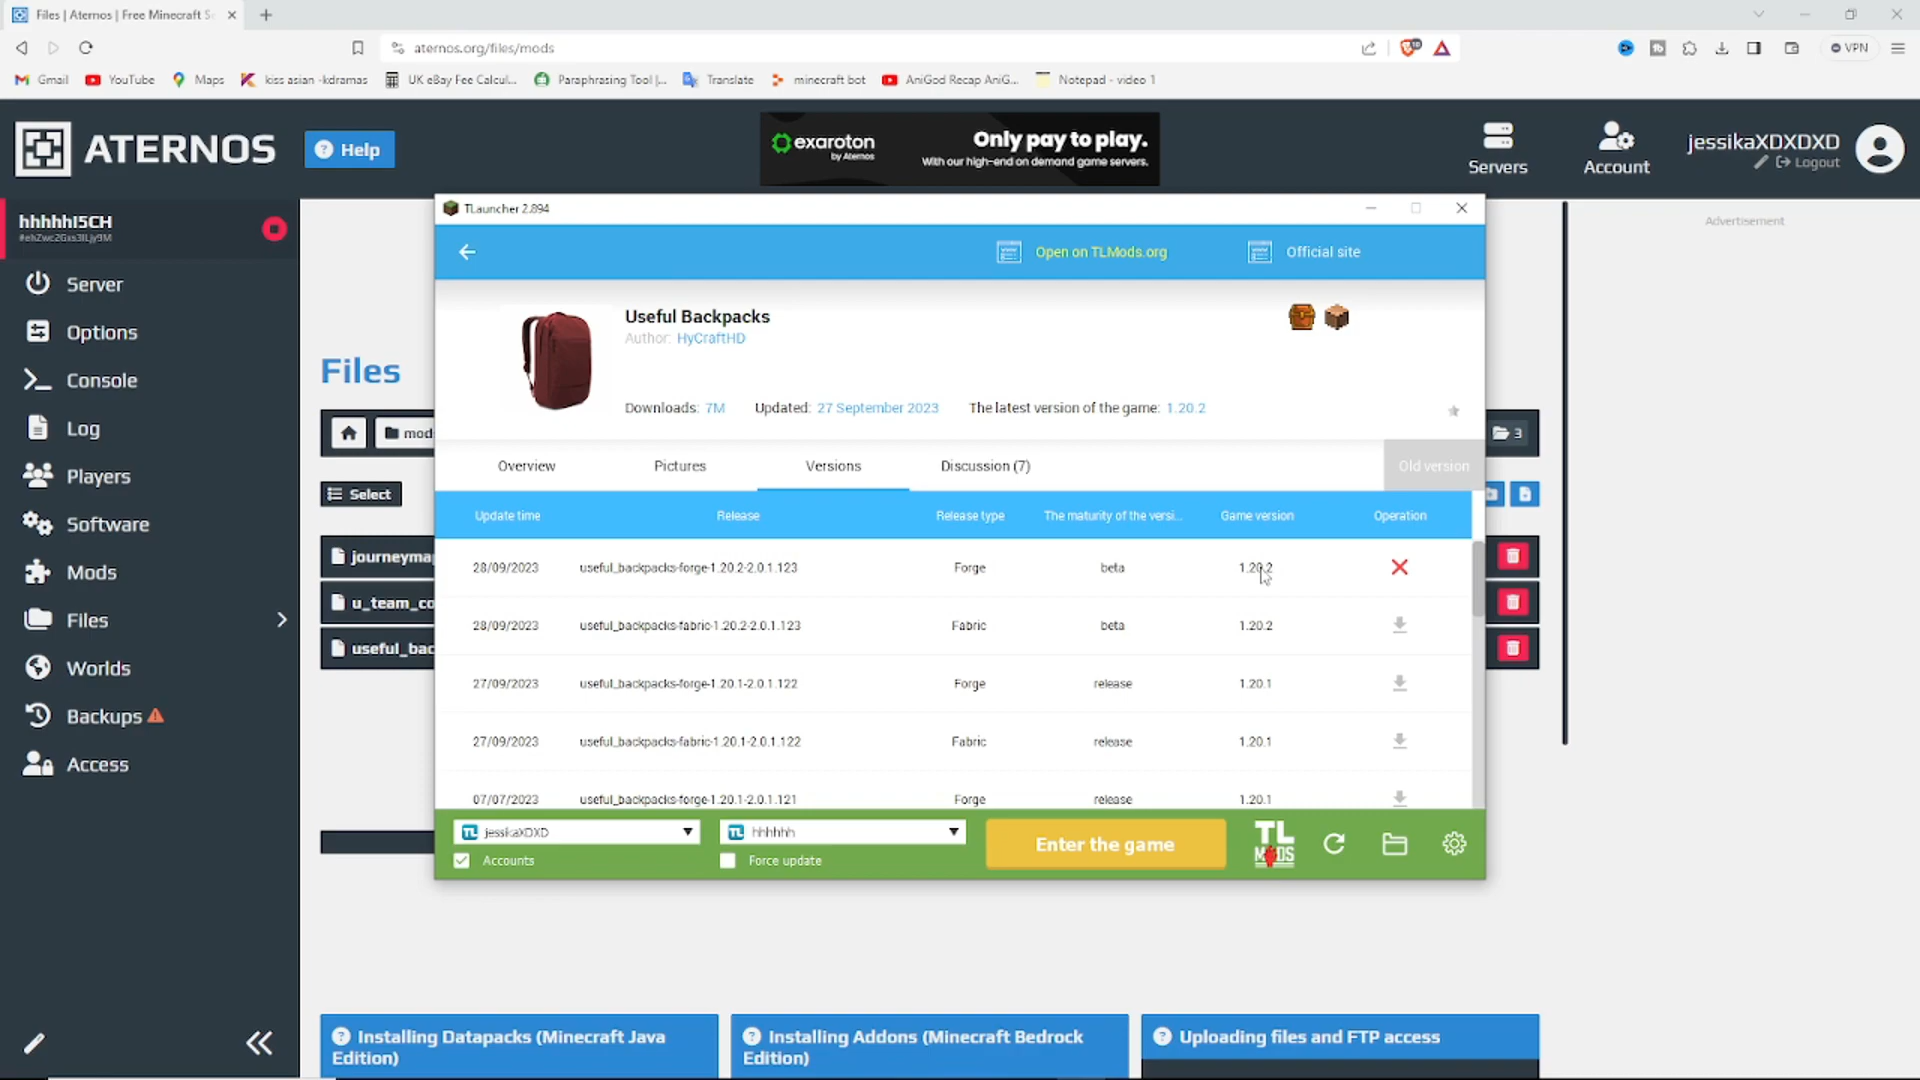 Files | Aternos | Free Minecraft S
aternos.org/files/mods
VPN
Gmail
YouTube
Maps
kiss asian -kdramas
UK eBay Fee Calcul...
Paraphrasing Tool |...
Translate
minecraft bot
AniGod Recap AniG...
Notepad - video 1
ATERNOS
Help
exaroton
by Aternos
Only pay to play.
With our high-end on demand game servers.
Servers
Account
jessikaXDXDXD
Logout
hhhhhI5CH
Server
Options
Console
Log
Players
Software
Mods
Files
Worlds
Backups
Access
Advertisement
Files
mod
3
Select
journeyma
u_team_co
useful_bac
TLauncher 2.894
Open on TLMods.org
Official site
Useful Backpacks
Author: HyCraftHD
Downloads: 7M Updated: 27 September 2023 The latest version of the game: 1.20.2
Overview Pictures Versions Discussion (7) Old version
Update time Release Release type The maturity of the versi... Game version Operation
28/09/2023 useful_backpacks-forge-1.20.2-2.0.1.123 Forge beta 1.20.2
28/09/2023 useful_backpacks-fabric-1.20.2-2.0.1.123 Fabric beta 1.20.2
27/09/2023 useful_backpacks-forge-1.20.1-2.0.1.122 Forge release 1.20.1
27/09/2023 useful_backpacks-fabric-1.20.1-2.0.1.122 Fabric release 1.20.1
07/07/2023 useful_backpacks-forge-1.20.1-2.0.1.121 Forge release 1.20.1
TL jessikaXDXD
TL hhhhhh
Enter the game
TL
MODS
Accounts
Force update
Installing Datapacks (Minecraft Java
Edition)
Installing Addons (Minecraft Bedrock
Edition)
Uploading files and FTP access